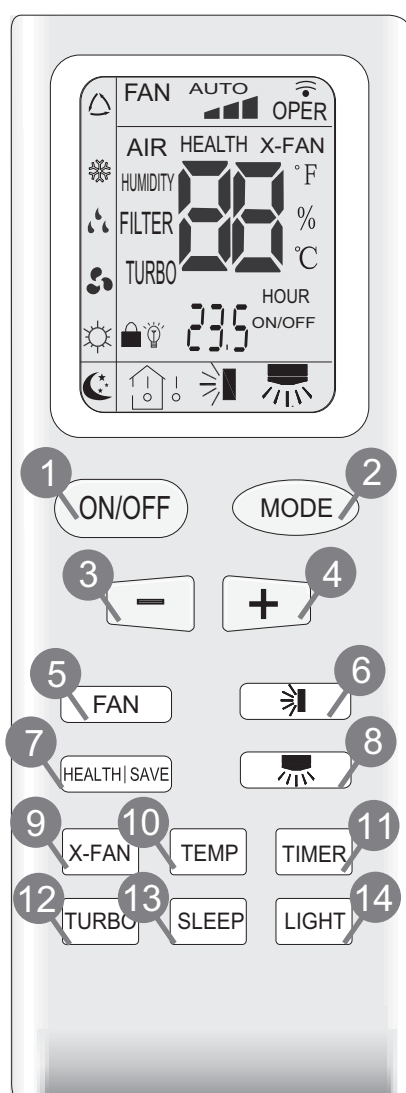 FAN AUTO OPER
AIR HEALTH X-FAN
HUMIDITY 88 °F
FILTER %
TURBO °C
HOUR
23.5 ON/OFF
1 2
ON/OFF MODE
3 4
− +
5 6
FAN
7 8
HEALTH | SAVE
9 10 11
X-FAN TEMP TIMER
12 13 14
TURBO SLEEP LIGHT